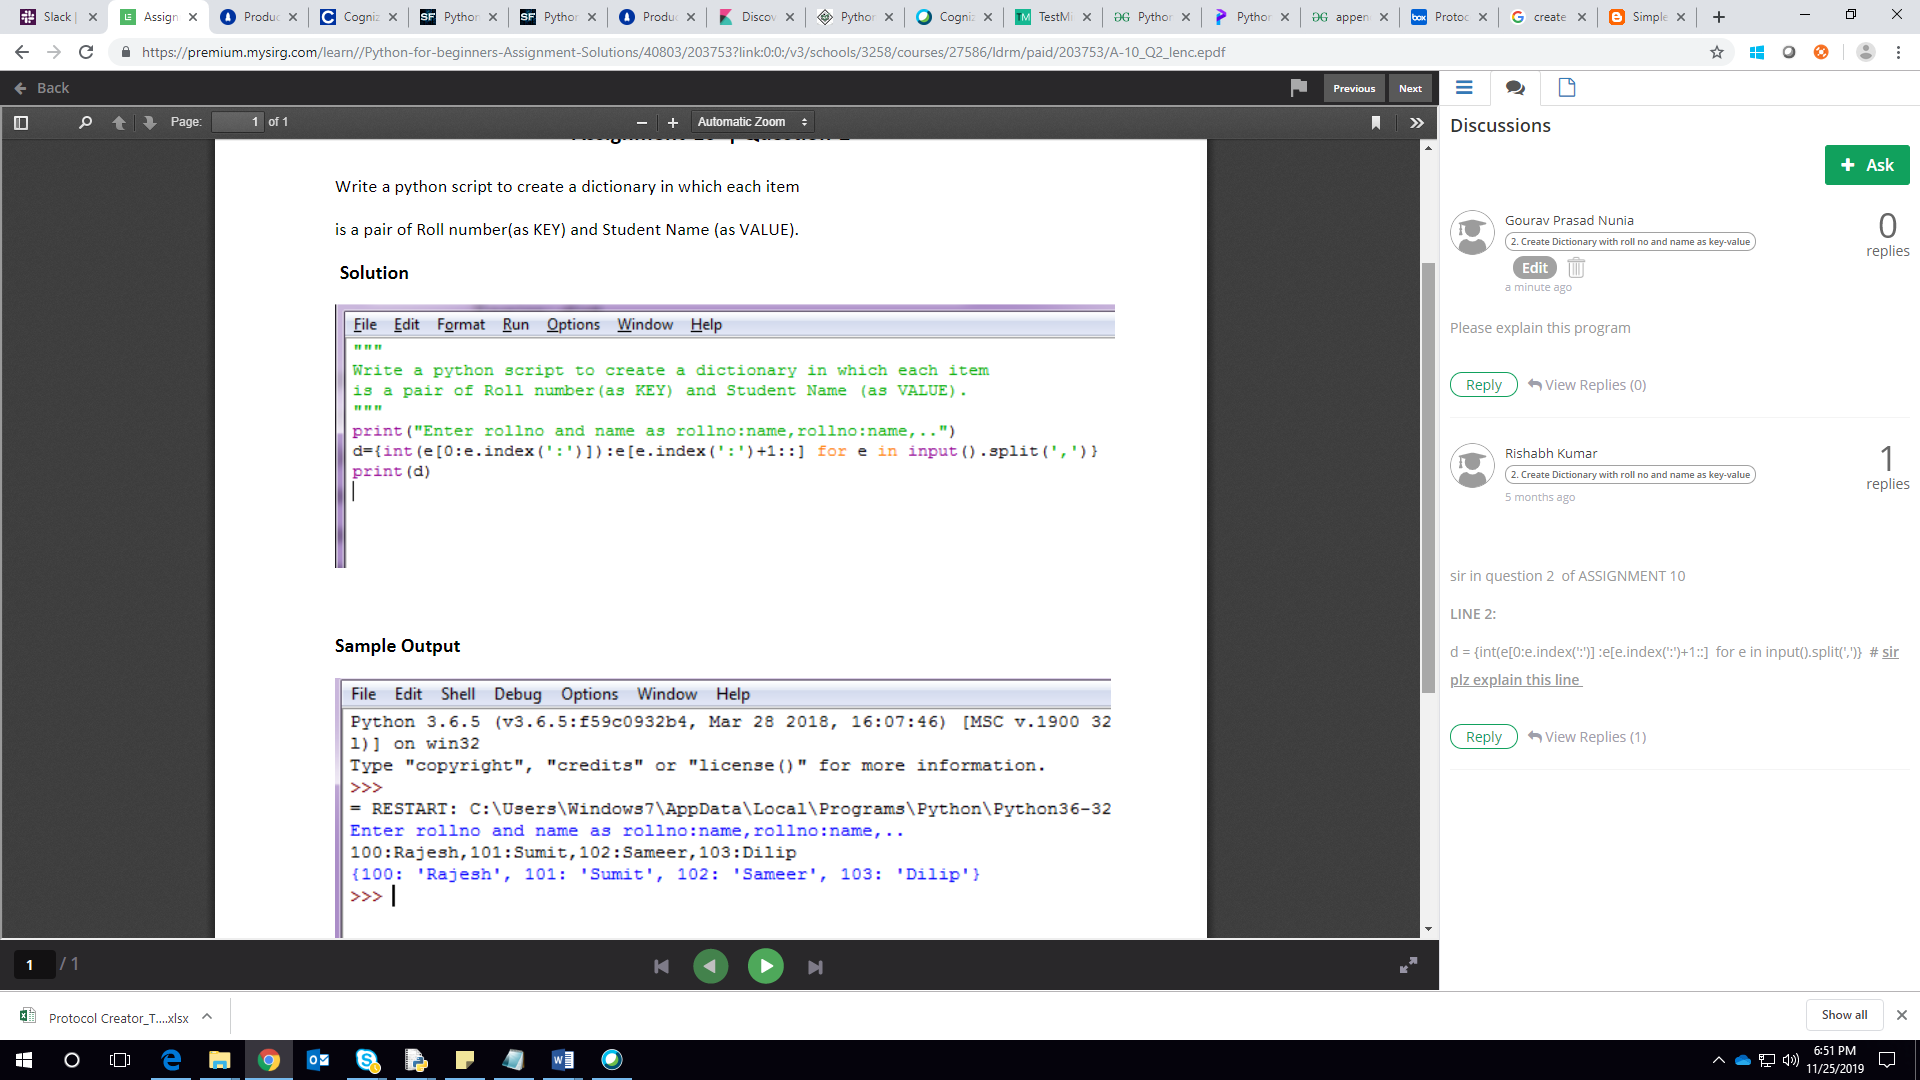 Slack |
Assign
Produc
Cogniz
Python
Python
Produc
Discov
Python
Cogniz
TestMi
Python
Python
appen
Protoc
create
Simple
https://premium.mysirg.com/learn//Python-for-beginners-Assignment-Solutions/40803/203753?link:0:0:/v3/schools/3258/courses/27586/ldrm/paid/203753/A-10_Q2_lenc.epdf
Back
Previous
Next
Page: 1 of 1
Automatic Zoom
Write a python script to create a dictionary in which each item
is a pair of Roll number(as KEY) and Student Name (as VALUE).
Solution
File Edit Format Run Options Window Help
"""
Write a python script to create a dictionary in which each item
is a pair of Roll number(as KEY) and Student Name (as VALUE).
"""
print("Enter rollno and name as rollno:name,rollno:name,..")
d={int(e[0:e.index(':')]):e[e.index(':')+1::] for e in input().split(',')}
print(d)
Sample Output
File Edit Shell Debug Options Window Help
Python 3.6.5 (v3.6.5:f59c0932b4, Mar 28 2018, 16:07:46) [MSC v.1900 32
l)] on win32
Type "copyright", "credits" or "license()" for more information.
>>>
= RESTART: C:\Users\Windows7\AppData\Local\Programs\Python\Python36-32
Enter rollno and name as rollno:name,rollno:name,..
100:Rajesh,101:Sumit,102:Sameer,103:Dilip
{100: 'Rajesh', 101: 'Sumit', 102: 'Sameer', 103: 'Dilip'}
>>>
1 / 1
Discussions
+ Ask
Gourav Prasad Nunia
2. Create Dictionary with roll no and name as key-value
Edit
a minute ago
0
replies
Please explain this program
Reply View Replies (0)
Rishabh Kumar
2. Create Dictionary with roll no and name as key-value
5 months ago
1
replies
sir in question 2 of ASSIGNMENT 10
LINE 2:
d = {int(e[0:e.index(':')] :e[e.index(':')+1::] for e in input().split(',')} # sir
plz explain this line
Reply View Replies (1)
Protocol Creator_T....xlsx
Show all
6:51 PM
11/25/2019